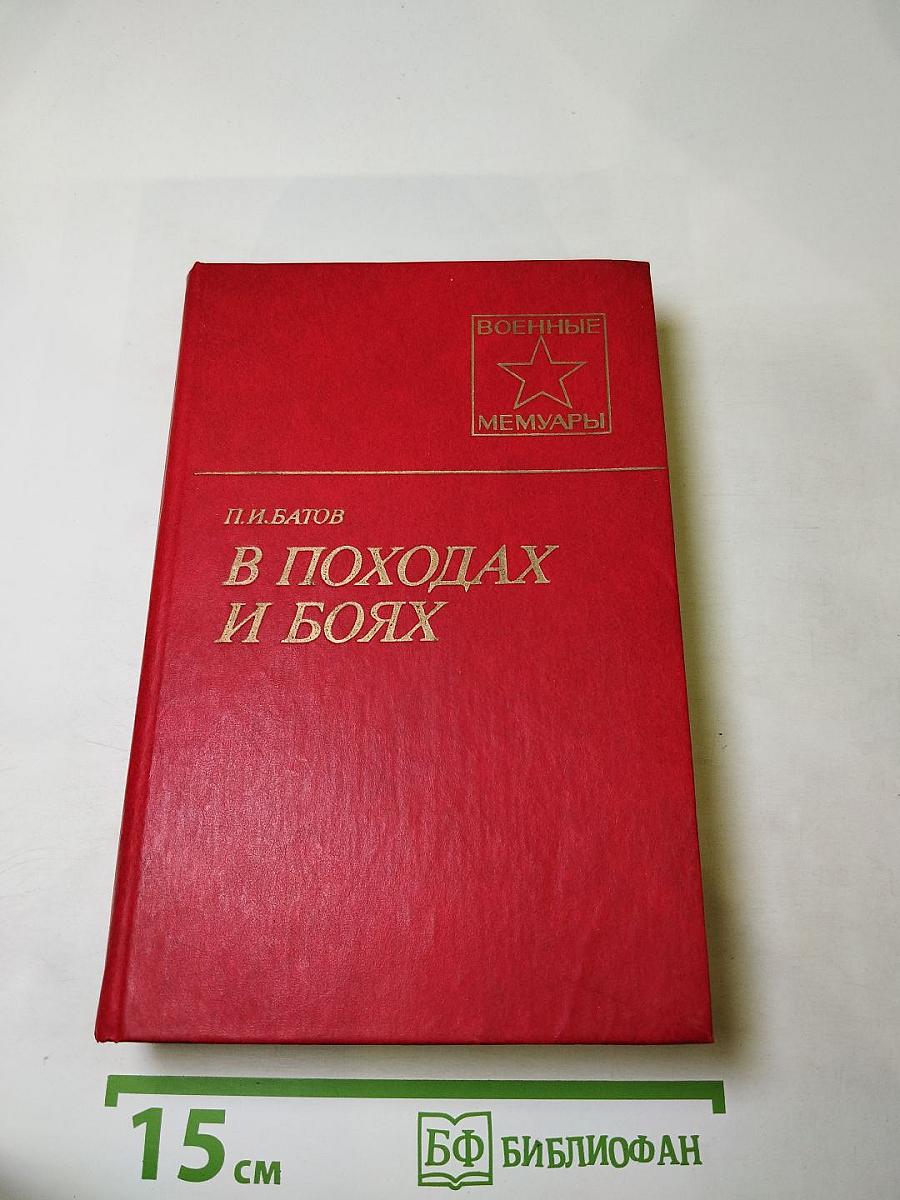 ВОЕННЫЕ
МЕМУАРЫ
П.И.БАТОВ
В ПОХОДАХ
И БОЯХ
15 см
БФ БИБЛИОФАН